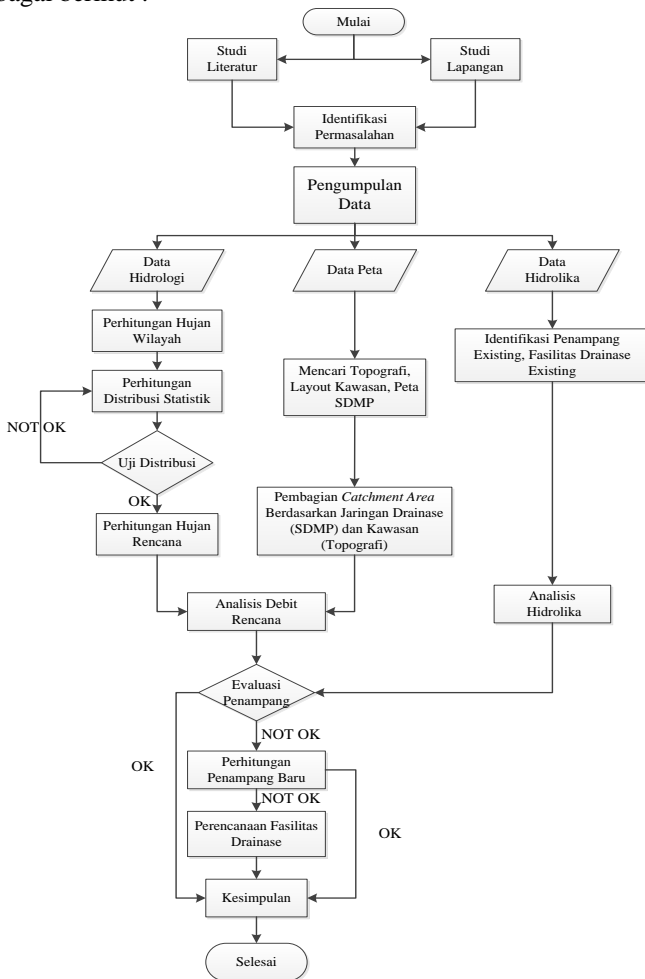 bagai berikut :
Mulai
Studi
Literatur
Studi
Lapangan
Identifikasi
Permasalahan
Pengumpulan
Data
Data
Hidrologi
Data Peta
Data
Hidrolika
Perhitungan Hujan
Wilayah
Mencari Topografi,
Layout Kawasan, Peta
SDMP
Identifikasi Penampang
Existing, Fasilitas Drainase
Existing
Perhitungan
Distribusi Statistik
NOT OK
Uji Distribusi
OK
Perhitungan Hujan
Rencana
Pembagian Catchment Area
Berdasarkan Jaringan Drainase
(SDMP) dan Kawasan
(Topografi)
Analisis Debit
Rencana
Analisis
Hidrolika
Evaluasi
Penampang
NOT OK
OK
Perhitungan
Penampang Baru
NOT OK
OK
Perencanaan Fasilitas
Drainase
Kesimpulan
Selesai